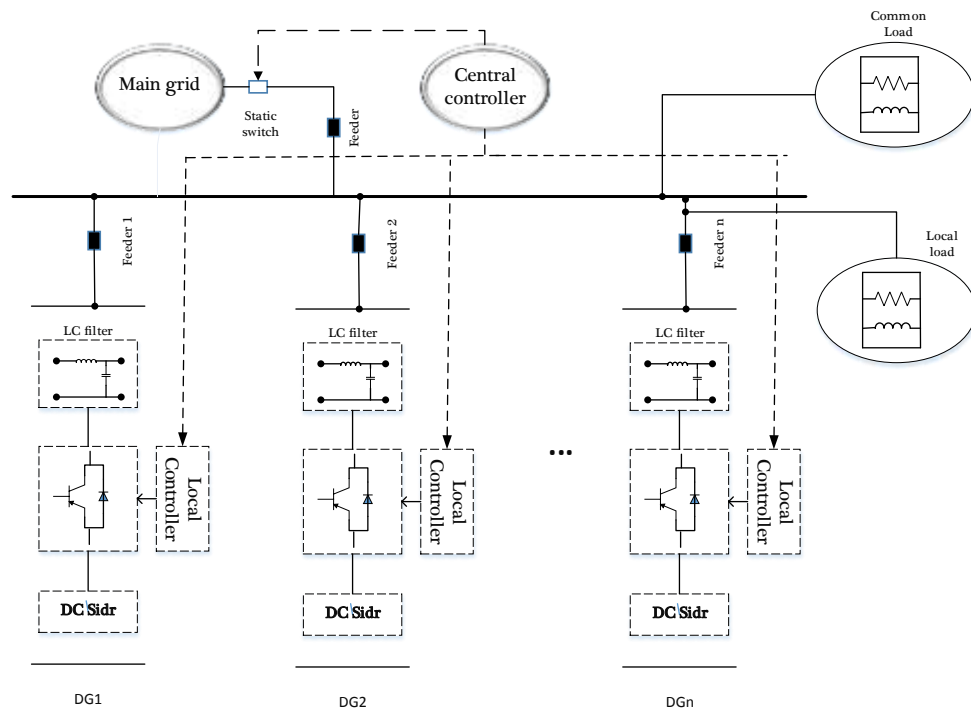 Common
Load
Main grid
Central
controller
Static
switch
Feeder
Feeder 1
Feeder 2
Feeder n
Local
load
LC filter
LC filter
LC filter
Local
Controller
Local
Controller
...
Local
Controller
DC Sidr
DC Sidr
DC Sidr
DG1
DG2
DGn